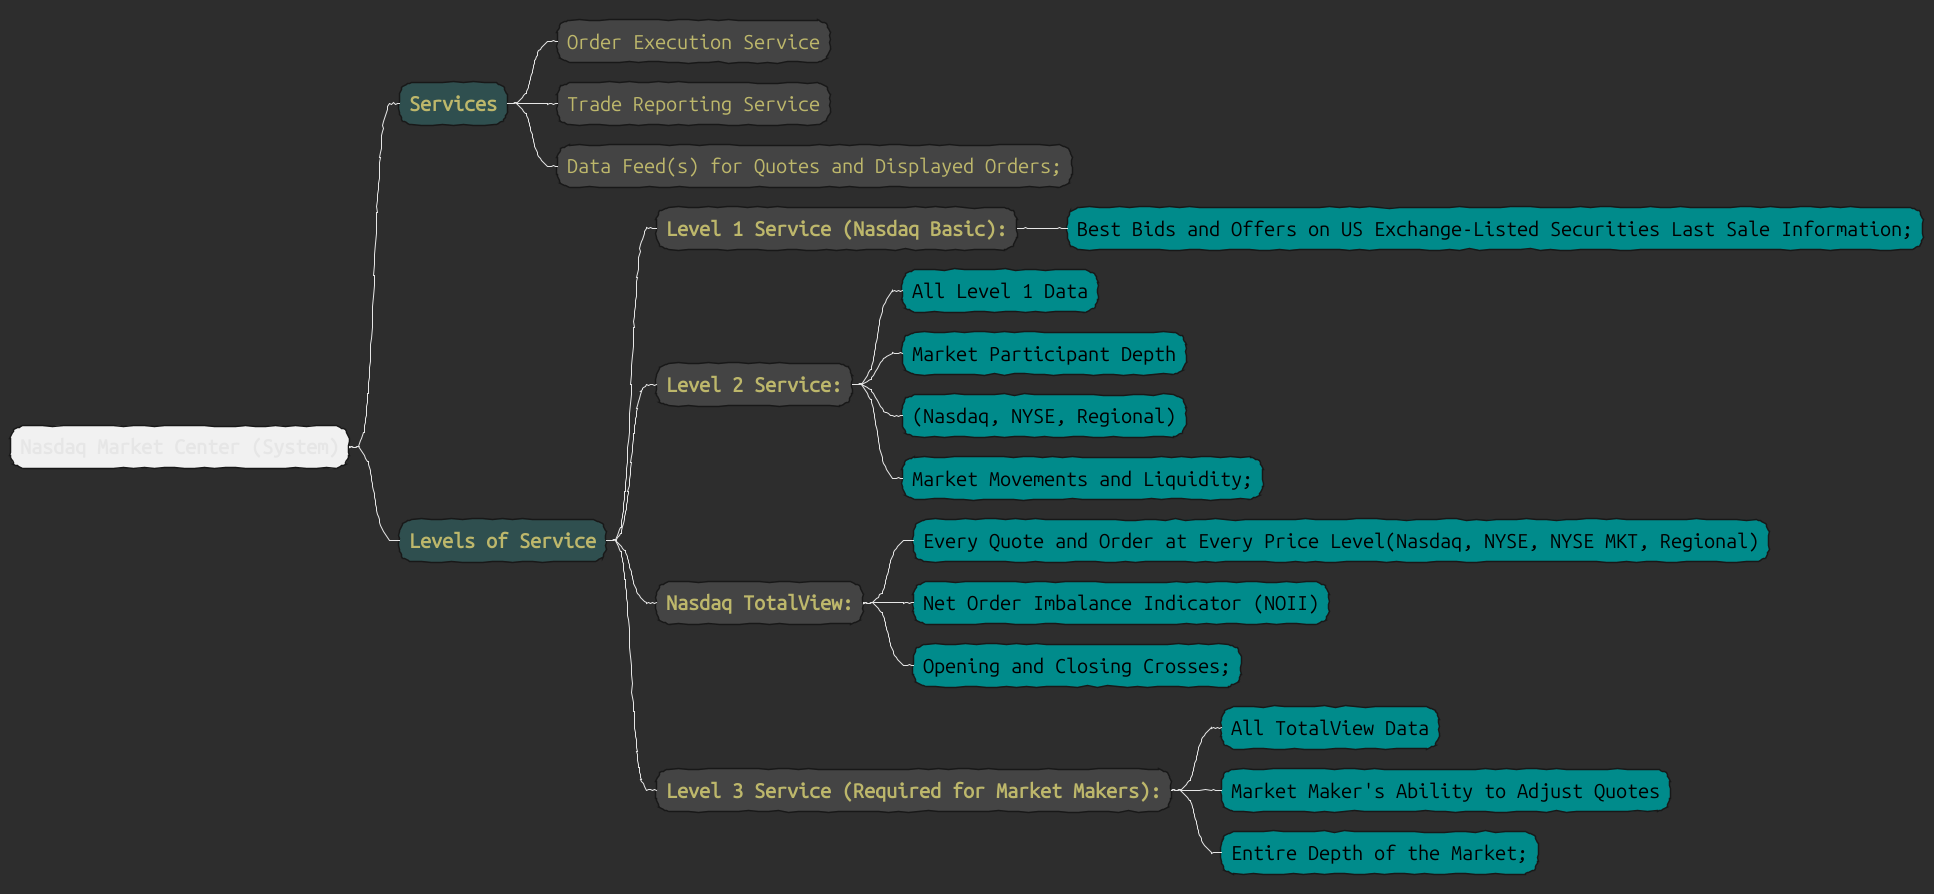 Nasdaq Market Center (System)
Services
Order Execution Service
Trade Reporting Service
Data Feed(s) for Quotes and Displayed Orders;
Levels of Service
Level 1 Service (Nasdaq Basic):
Best Bids and Offers on US Exchange-Listed Securities Last Sale Information;
Level 2 Service:
All Level 1 Data
Market Participant Depth
(Nasdaq, NYSE, Regional)
Market Movements and Liquidity;
Nasdaq TotalView:
Every Quote and Order at Every Price Level(Nasdaq, NYSE, NYSE MKT, Regional)
Net Order Imbalance Indicator (NOII)
Opening and Closing Crosses;
Level 3 Service (Required for Market Makers):
All TotalView Data
Market Maker's Ability to Adjust Quotes
Entire Depth of the Market;